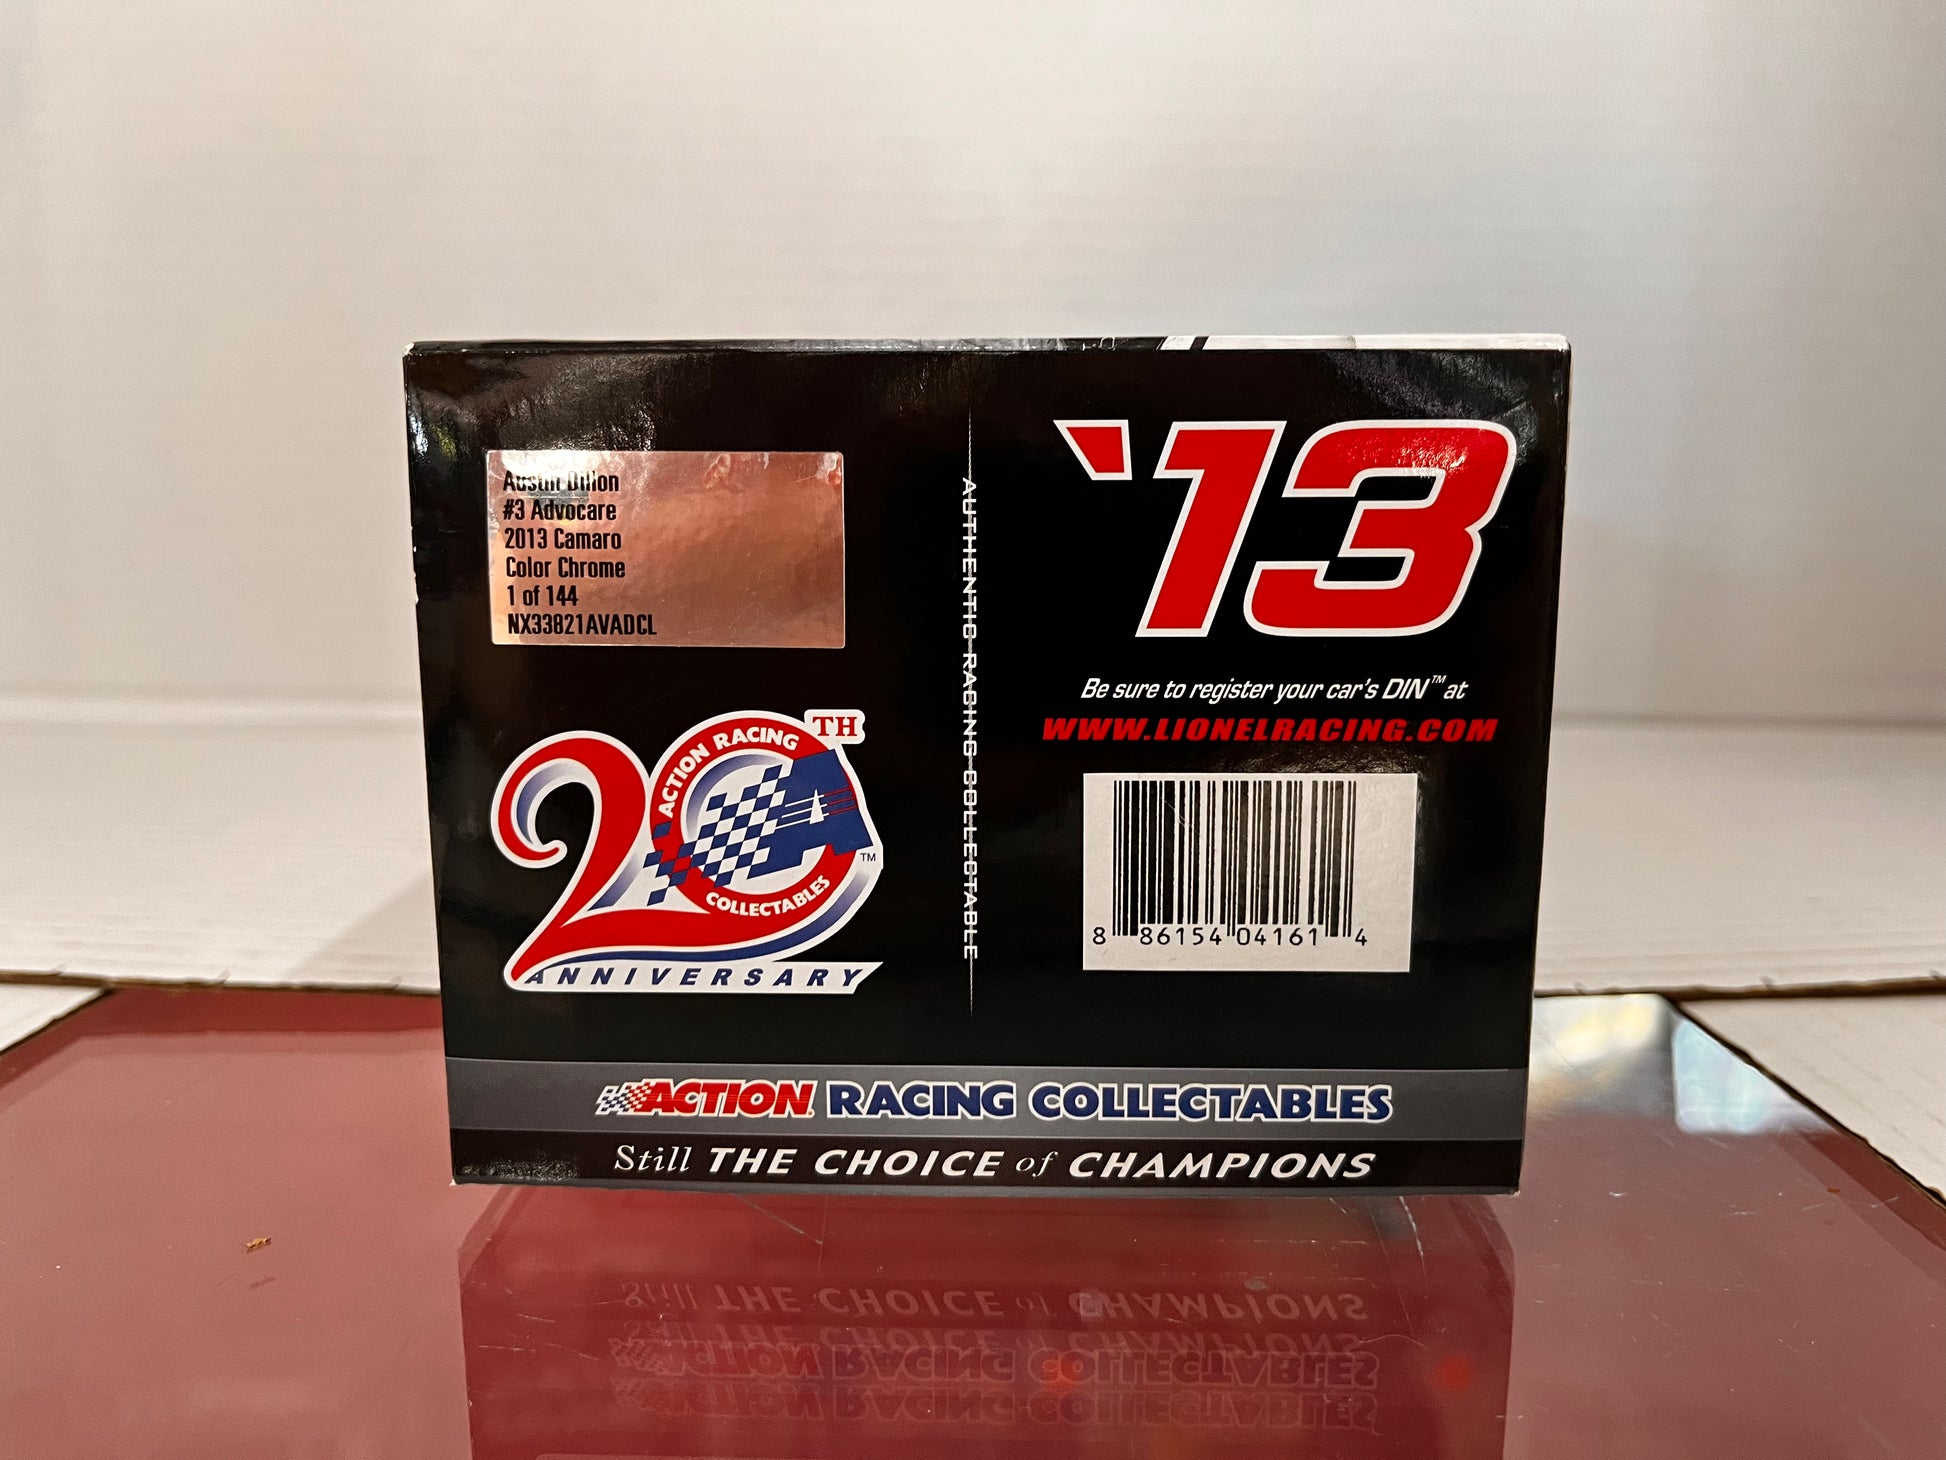 Austin Dillon
#3 Advocare
2013 Camaro
Color Chrome
1 of 144
NX33821AVADCL
20TH
ACTION RACING
COLLECTABLES
TM
ANNIVERSARY
AUTHENTIC RACING COLLECTABLE
'13
Be sure to register your car's DIN™ at
WWW.LIONELRACING.COM
8 86154 04161 4
ACTION RACING COLLECTABLES
Still THE CHOICE of CHAMPIONS